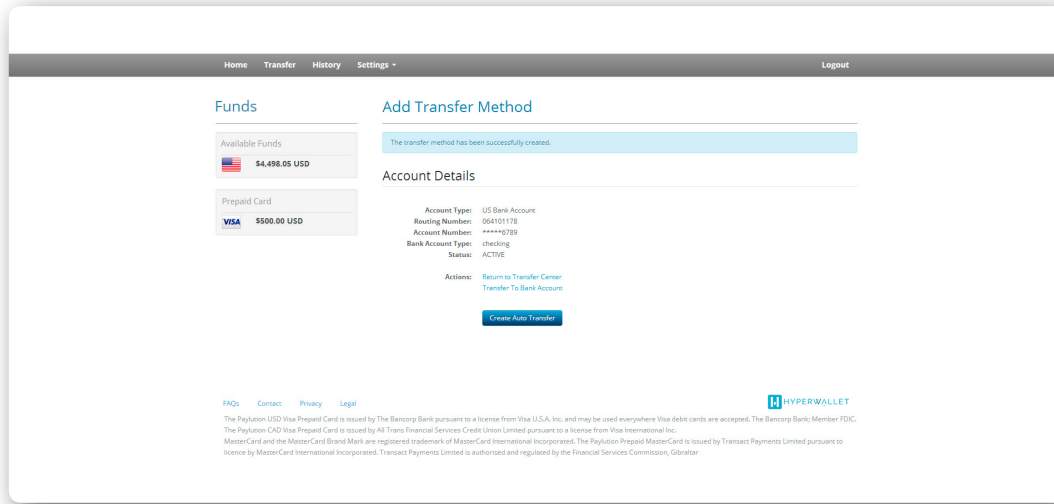 Home Transfer History Settings Logout
Funds
Available Funds
$4,498.05 USD
Prepaid Card
VISA $500.00 USD
Add Transfer Method
The transfer method has been successfully created.
Account Details
Account Type: US Bank Account
Routing Number: 064101178
Account Number: *****6789
Bank Account Type: checking
Status: ACTIVE
Actions: Return to Transfer Center
Transfer To Bank Account
Create Auto Transfer
FAQs Contact Privacy Legal
HYPERWALLET
The Paylution USD Visa Prepaid Card is issued by The Bancorp Bank pursuant to a license from Visa U.S.A. Inc. and may be used everywhere Visa debit cards are accepted. The Bancorp Bank; Member FDIC.
The Paylution CAD Visa Prepaid Card is issued by All Trans Financial Services Credit Union Limited pursuant to a license from Visa International Inc.
MasterCard and the MasterCard Brand Mark are registered trademark of MasterCard International Incorporated. The Paylution Prepaid MasterCard is issued by Transact Payments Limited pursuant to
licence by MasterCard International Incorporated. Transact Payments Limited is authorised and regulated by the Financial Services Commission, Gibraltar